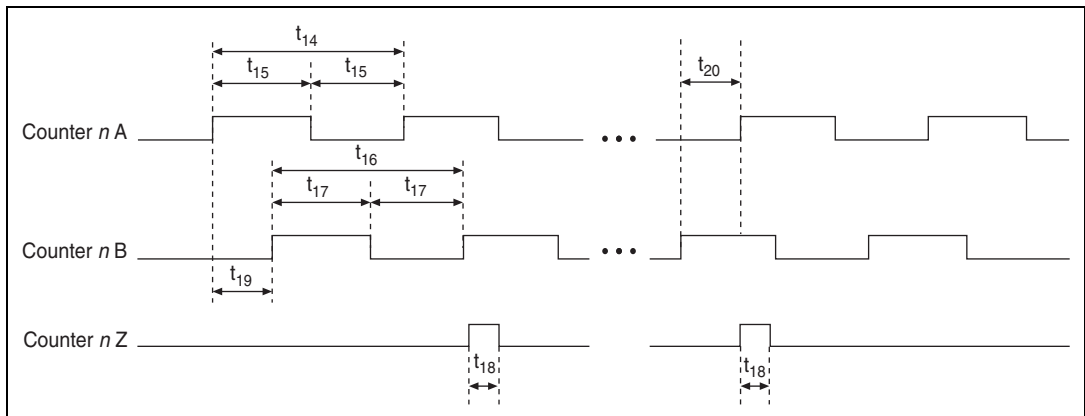 t14
t15 t15 t20
Counter n A
t16
t17 t17
Counter n B
t19
Counter n Z
t18 t18